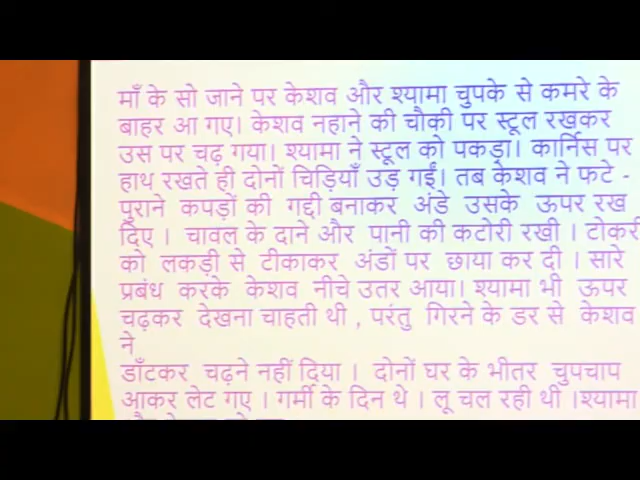 माँ के सो जाने पर केशव और श्यामा चुपके से कमरे के
बाहर आ गए। केशव नहाने की चौकी पर स्टूल रखकर
उस पर चढ़ गया। श्यामा ने स्टूल को पकड़ा। कार्निस पर
हाथ रखते ही दोनों चिड़ियाँ उड़ गईं। तब केशव ने फटे -
पुराने कपड़ों की गद्दी बनाकर अंडे उसके ऊपर रख
दिए । चावल के दाने और पानी की कटोरी रखी । टोकरी
को लकड़ी से टीकाकर अंडों पर छाया कर दी । सारे
प्रबंध करके केशव नीचे उतर आया। श्यामा भी ऊपर
चढ़कर देखना चाहती थी , परंतु गिरने के डर से केशव
ने
डाँटकर चढ़ने नहीं दिया । दोनों घर के भीतर चुपचाप
आकर लेट गए । गर्मी के दिन थे । लू चल रही थी ।श्यामा